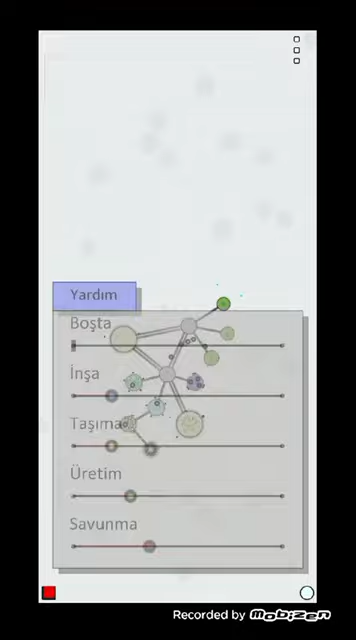 Yardım
Boşta
İnşa
Taşıma
Üretim
Savunma
Recorded by MOBIZEN